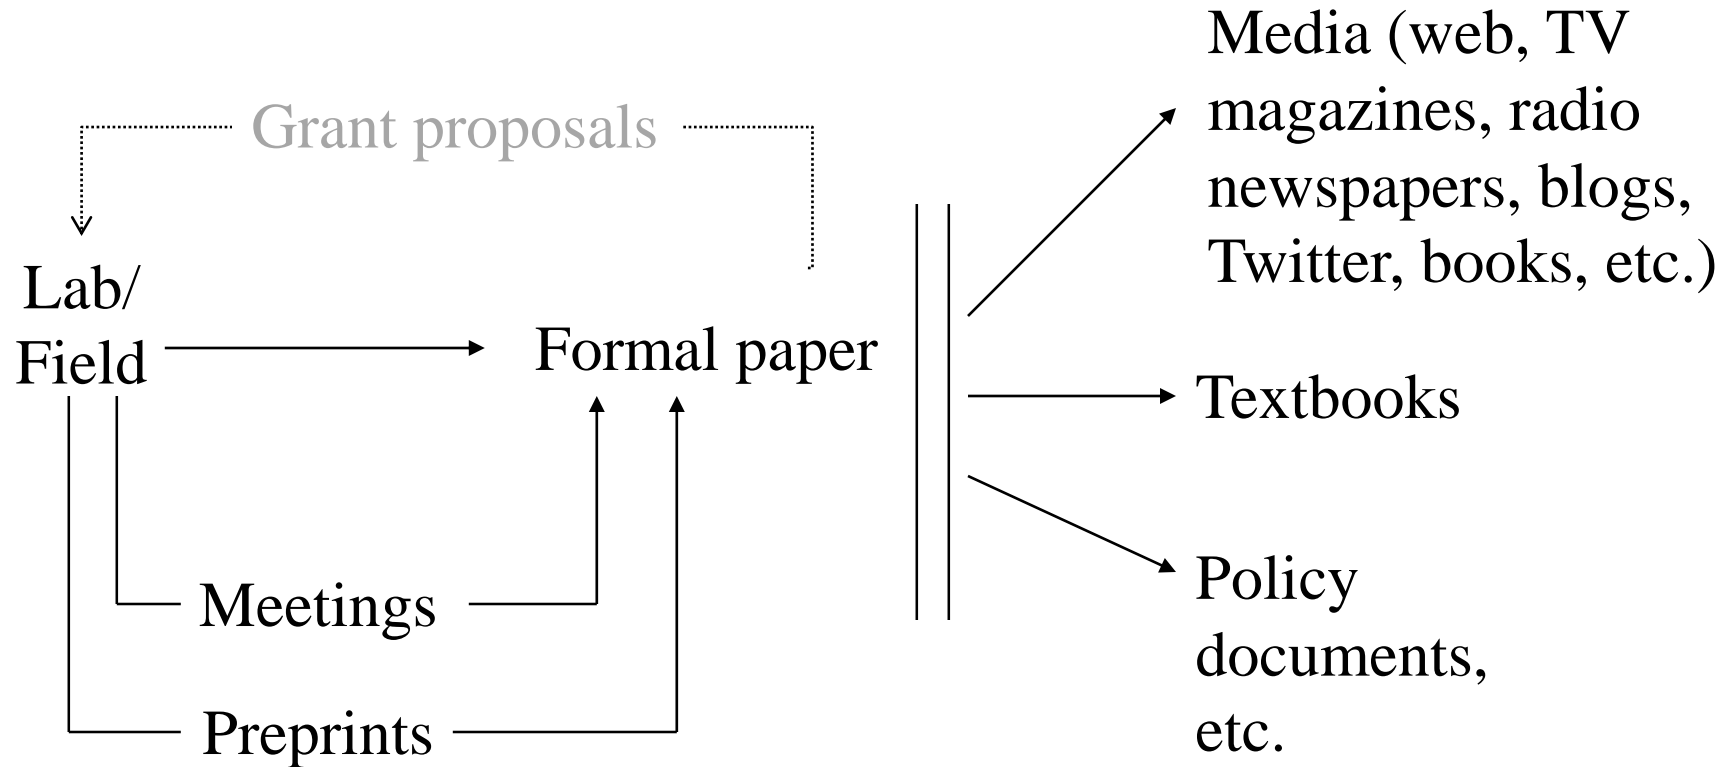 Grant proposals
Lab/
Field
Formal paper
Meetings
Preprints
Media (web, TV
magazines, radio
newspapers, blogs,
Twitter, books, etc.)
Textbooks
Policy
documents,
etc.